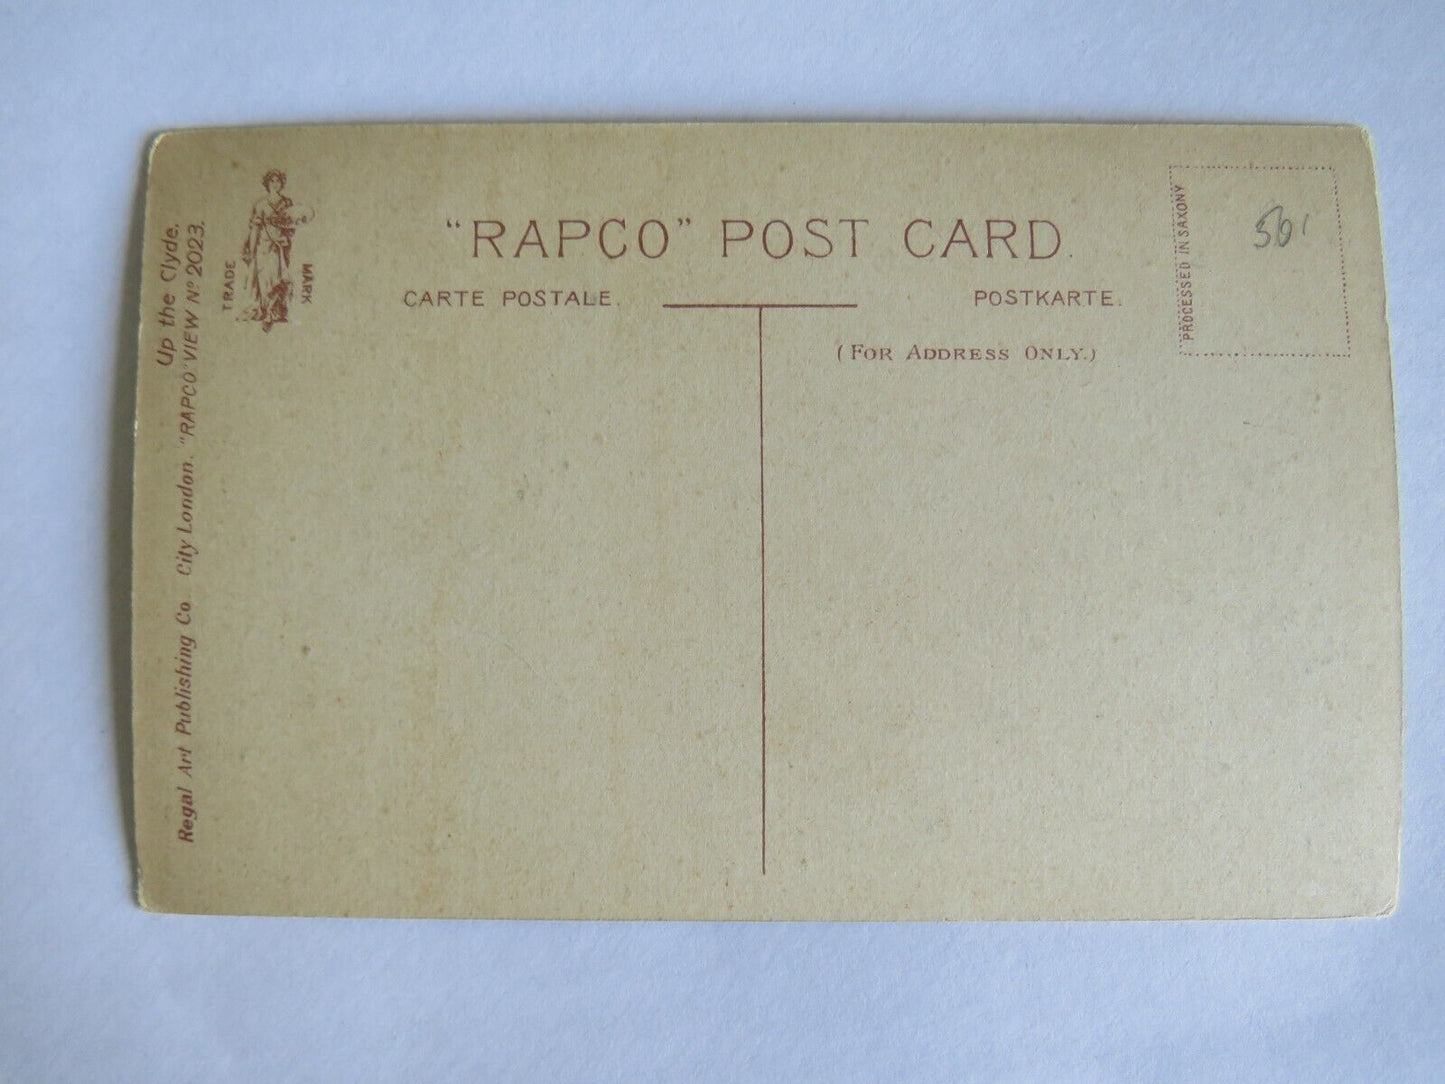 "RAPCO" POST CARD.
CARTE POSTALE.
POSTKARTE.
(FOR ADDRESS ONLY.)
TRADE
MARK
Up the Clyde.
Regal Art Publishing Co City London. "RAPCO" VIEW Nº 2023.
PROCESSED IN SAXONY